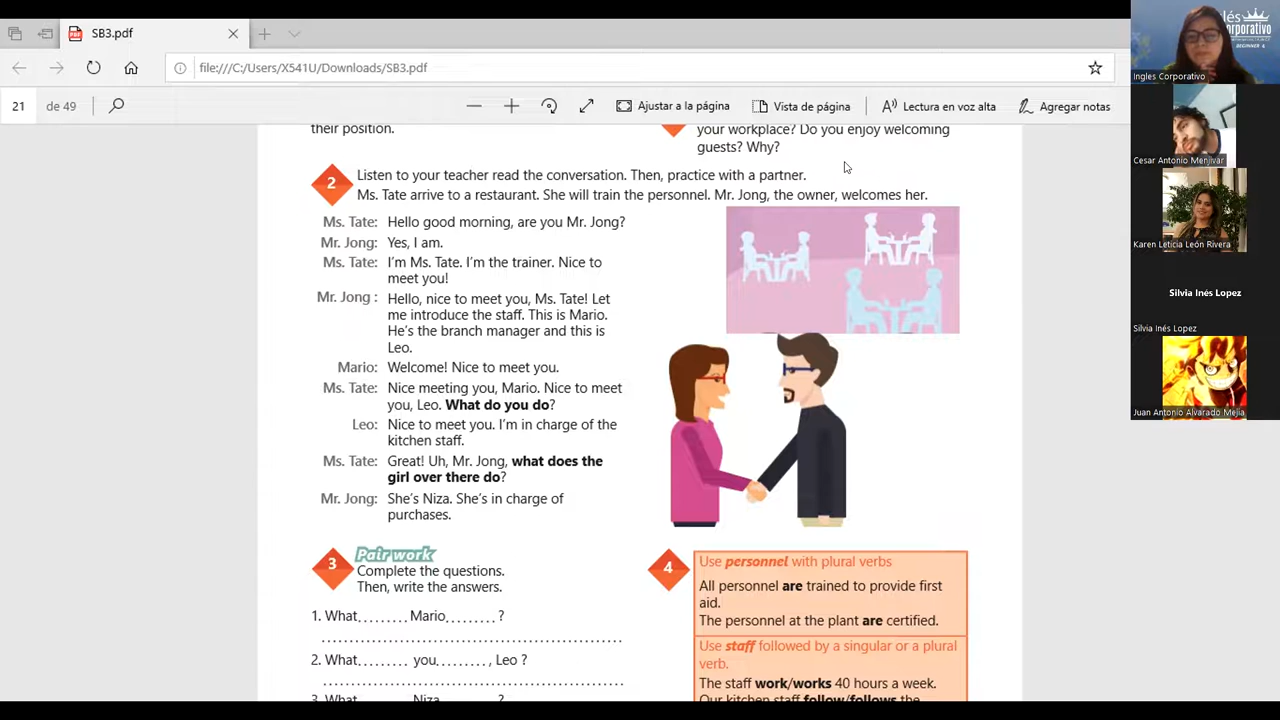 SB3.pdf
file:///C:/Users/X541U/Downloads/SB3.pdf
21 de 49
Ajustar a la página
Vista de página
Lectura en voz alta
Agregar notas
their position.
your workplace? Do you enjoy welcoming
guests? Why?
2
Listen to your teacher read the conversation. Then, practice with a partner.
Ms. Tate arrive to a restaurant. She will train the personnel. Mr. Jong, the owner, welcomes her.
Ms. Tate: Hello good morning, are you Mr. Jong?
Mr. Jong: Yes, I am.
Ms. Tate: I'm Ms. Tate. I'm the trainer. Nice to
meet you!
Mr. Jong : Hello, nice to meet you, Ms. Tate! Let
me introduce the staff. This is Mario.
He's the branch manager and this is
Leo.
Mario: Welcome! Nice to meet you.
Ms. Tate: Nice meeting you, Mario. Nice to meet
you, Leo. What do you do?
Leo: Nice to meet you. I'm in charge of the
kitchen staff.
Ms. Tate: Great! Uh, Mr. Jong, what does the
girl over there do?
Mr. Jong: She's Niza. She's in charge of
purchases.
3
Pair work
Complete the questions.
Then, write the answers.
1. What........ Mario........ ?
2. What........ you........ , Leo ?
3. What........ Niza........ ?
4
Use personnel with plural verbs
All personnel are trained to provide first
aid.
The personnel at the plant are certified.
Use staff followed by a singular or a plural
verb.
The staff work/works 40 hours a week.
Our kitchen staff follow/follows the
lés
corporativo
BEGINNER
Ingles Corporativo
Cesar Antonio Menjivar
Karen Leticia León Rivera
Silvia Inés Lopez
Silvia Inés Lopez
Juan Antonio Alvarado Mejia